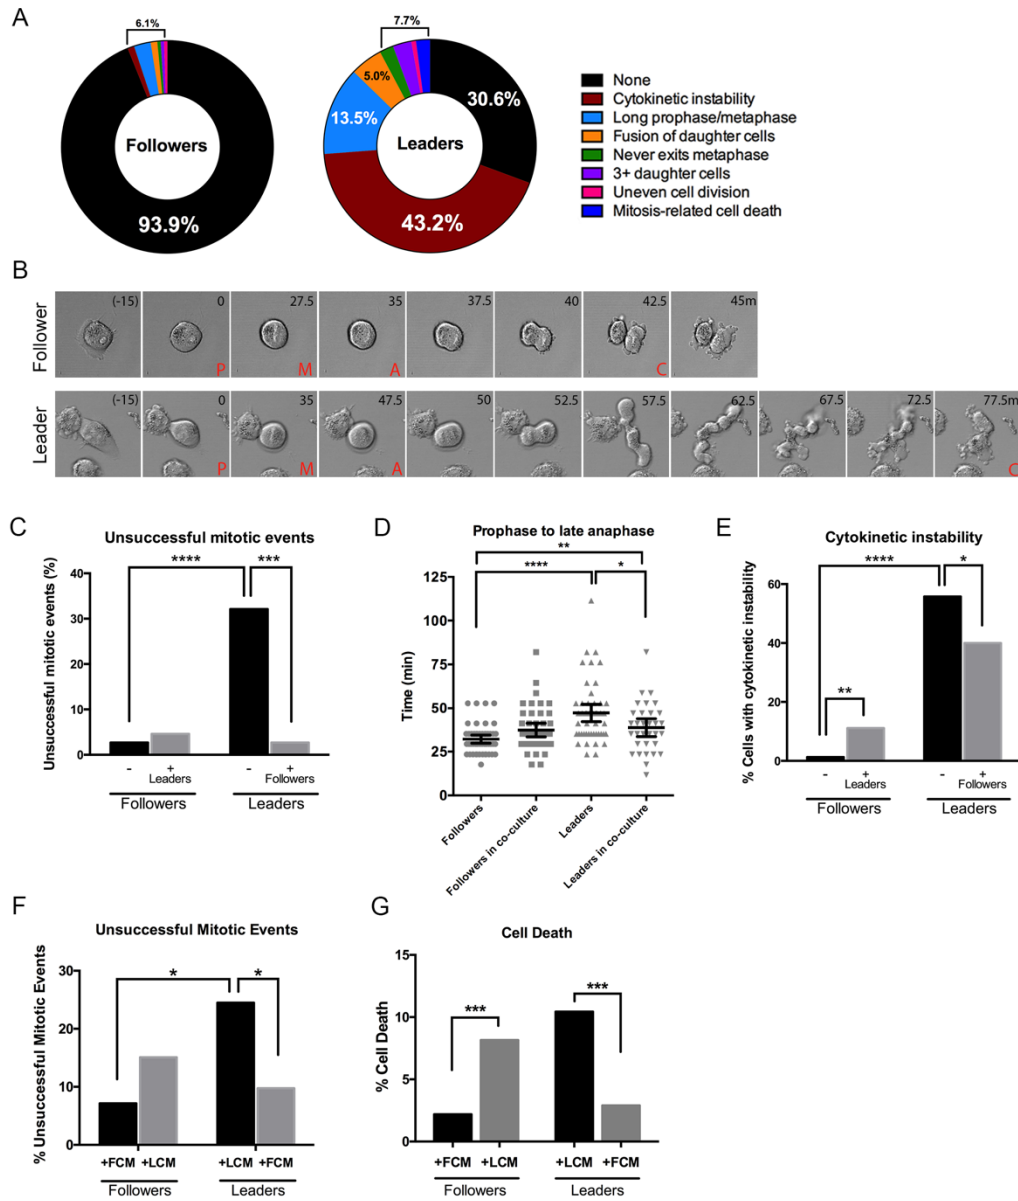 A
6.1%
Followers
93.9%
7.7%
5.0%
13.5%
30.6%
Leaders
43.2%
None
Cytokinetic instability
Long prophase/metaphase
Fusion of daughter cells
Never exits metaphase
3+ daughter cells
Uneven cell division
Mitosis-related cell death
B
Follower
(-15) 0 27.5 35 37.5 40 42.5 45m
P M A C
Leader
(-15) 0 35 47.5 50 52.5 57.5 62.5 67.5 72.5 77.5m
P M A C
C
Unsuccessful mitotic events
Unsuccessful mitotic events (%)
40
30
20
10
0
**** ***
- + - +
Leaders Followers
Followers Leaders
D
Prophase to late anaphase
Time (min)
125
100
75
50
25
0
**
**** *
Followers
Followers in co-culture
Leaders
Leaders in co-culture
E
Cytokinetic instability
% Cells with cytokinetic instability
60
40
20
0
**** *
**
- + - +
Leaders Followers
Followers Leaders
F
Unsuccessful Mitotic Events
% Unsuccessful Mitotic Events
30
20
10
0
* *
+FCM +LCM +LCM +FCM
Followers Leaders
G
Cell Death
% Cell Death
15
10
5
0
*** ***
+FCM +LCM +LCM +FCM
Followers Leaders